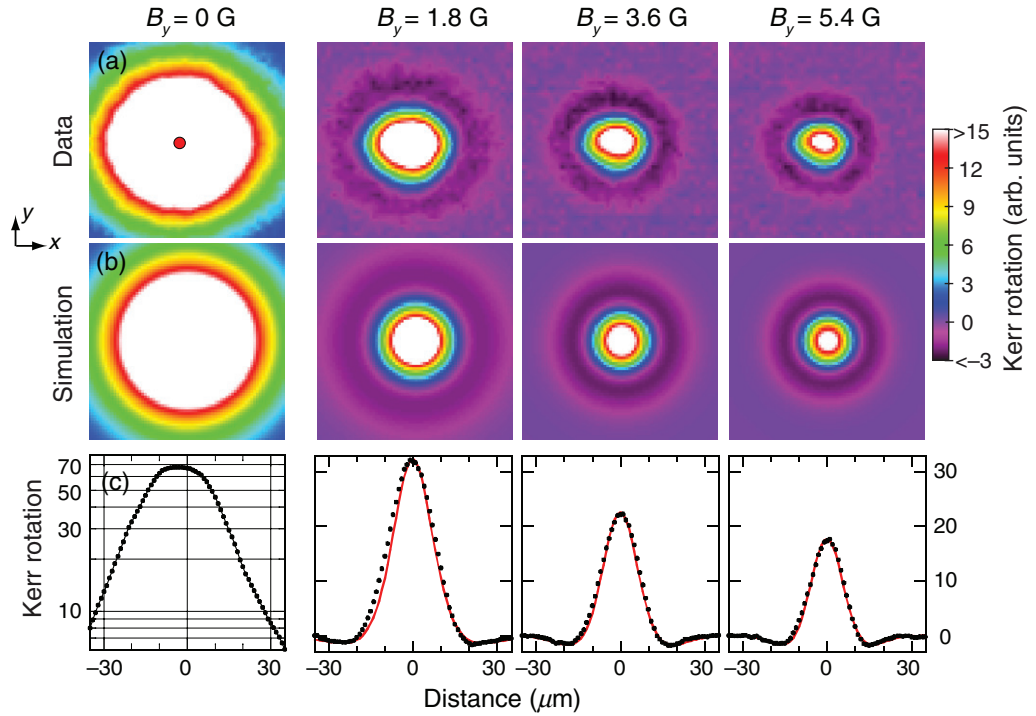 B_y = 0 G B_y = 1.8 G B_y = 3.6 G B_y = 5.4 G
(a)
Data
y
x
(b)
Simulation
>15
12
9
6
3
0
<–3
Kerr rotation (arb. units)
(c)
Kerr rotation
70
50
30
10
30
20
10
0
–30 0 30 –30 0 30 –30 0 30 –30 0 30
Distance (μm)